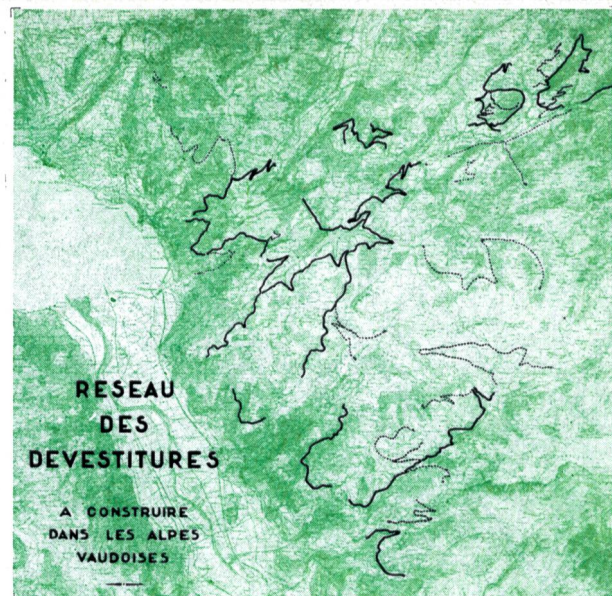 RESEAU
DES
DEVESTITURES
A CONSTRUIRE
DANS LES ALPES
VAUDOISES